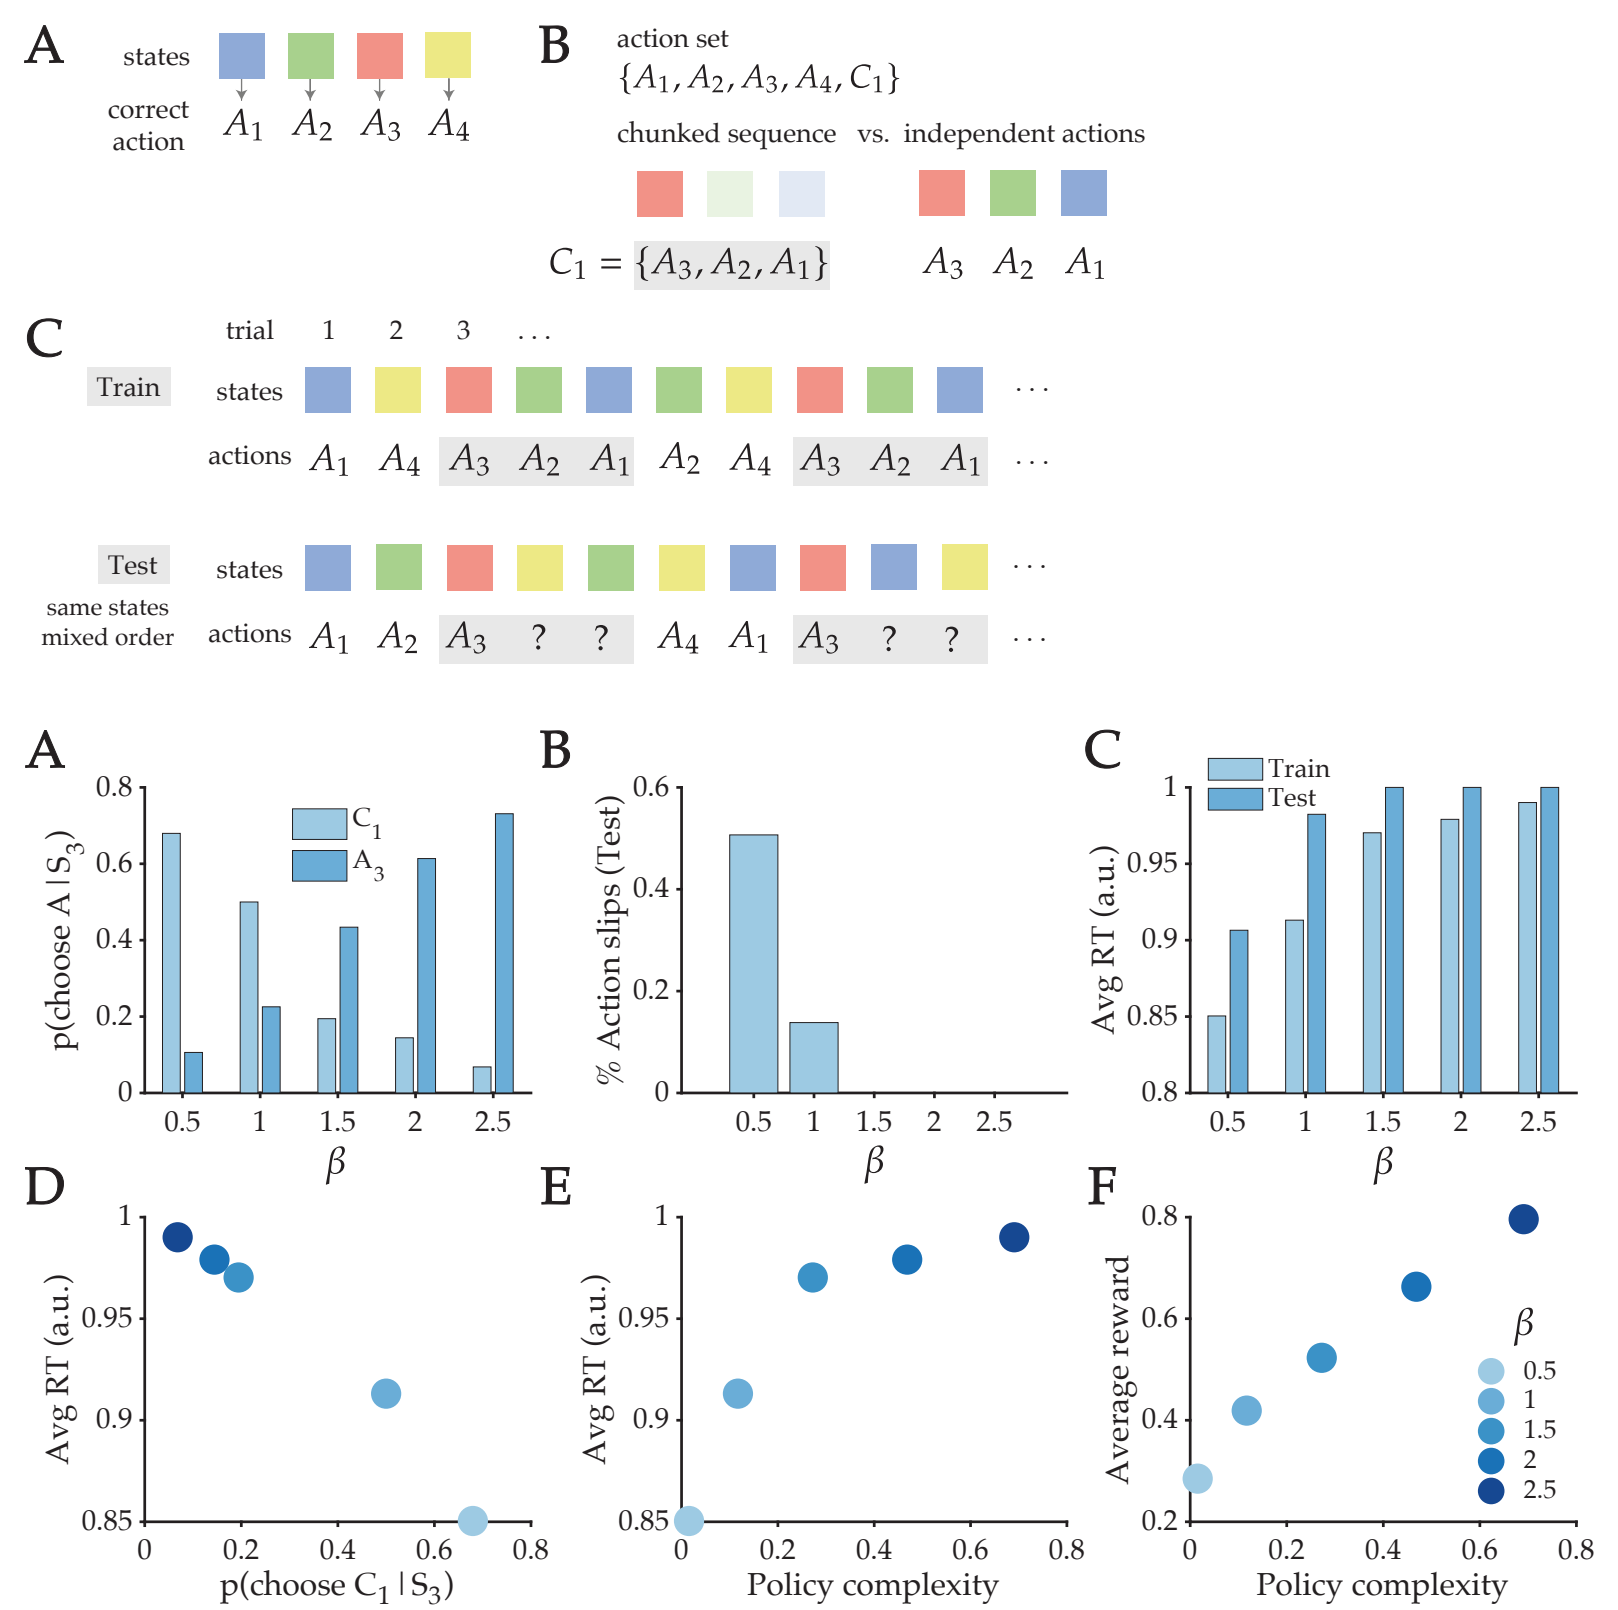 A
states
correct
action
A1 A2 A3 A4
B
action set
{A1, A2, A3, A4, C1}
chunked sequence vs. independent actions
C1 = {A3, A2, A1} A3 A2 A1
C
trial 1 2 3 ...
Train states ...
actions A1 A4 A3 A2 A1 A2 A4 A3 A2 A1 ...
Test states ...
same states
mixed order
actions A1 A2 A3 ? ? A4 A1 A3 ? ? ...
A
p(choose A|S3)
0.8
0.6
0.4
0.2
0
C1
A3
0.5 1 1.5 2 2.5
β
B
% Action slips (Test)
0.6
0.4
0.2
0
0.5 1 1.5 2 2.5
β
C
Train
Test
Avg RT (a.u.)
1
0.95
0.9
0.85
0.8
0.5 1 1.5 2 2.5
β
D
Avg RT (a.u.)
1
0.95
0.9
0.85
0 0.2 0.4 0.6 0.8
p(choose C1|S3)
E
Avg RT (a.u.)
1
0.95
0.9
0.85
0 0.2 0.4 0.6 0.8
Policy complexity
F
Average reward
0.8
0.6
0.4
0.2
β
0.5
1
1.5
2
2.5
0 0.2 0.4 0.6 0.8
Policy complexity